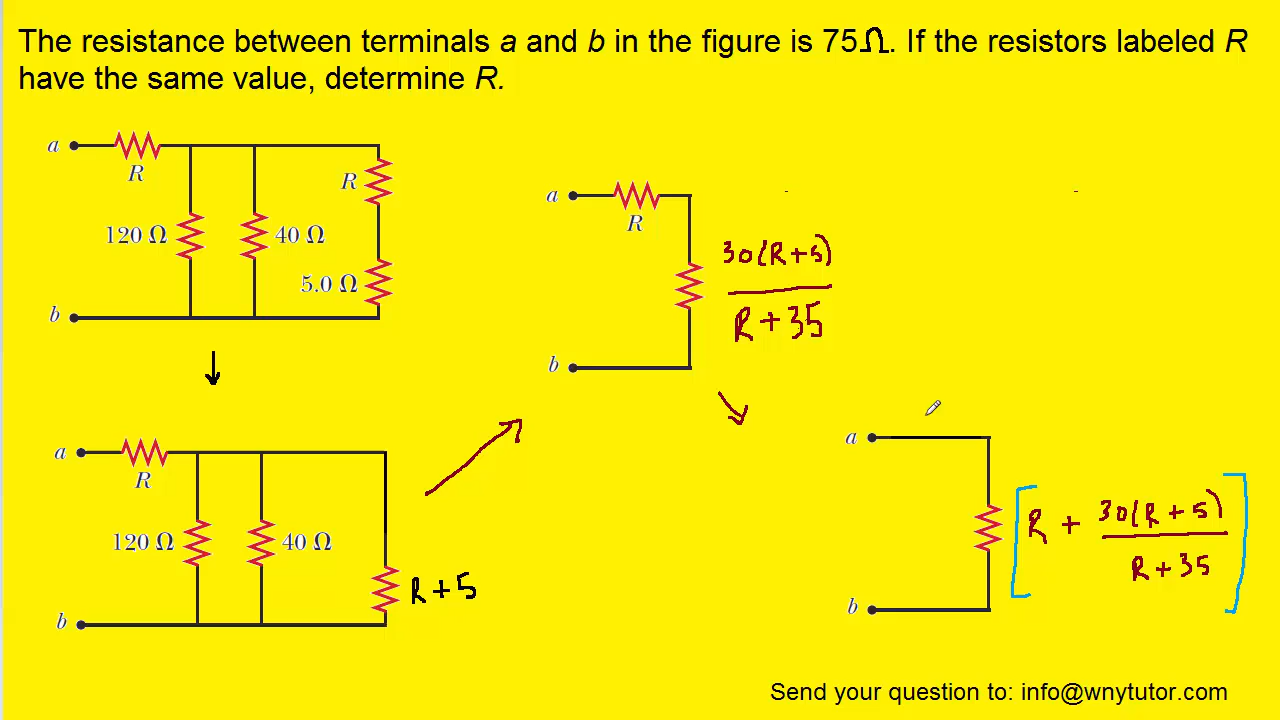 The resistance between terminals a and b in the figure is 75Ω. If the resistors labeled R
have the same value, determine R.
a
R
R
120 Ω
40 Ω
5.0 Ω
b
a
R
120 Ω
40 Ω
R + 5
b
a
R
30(R+5)
R + 35
b
a
R + 30(R + 5)
R + 35
b
Send your question to: info@wnytutor.com